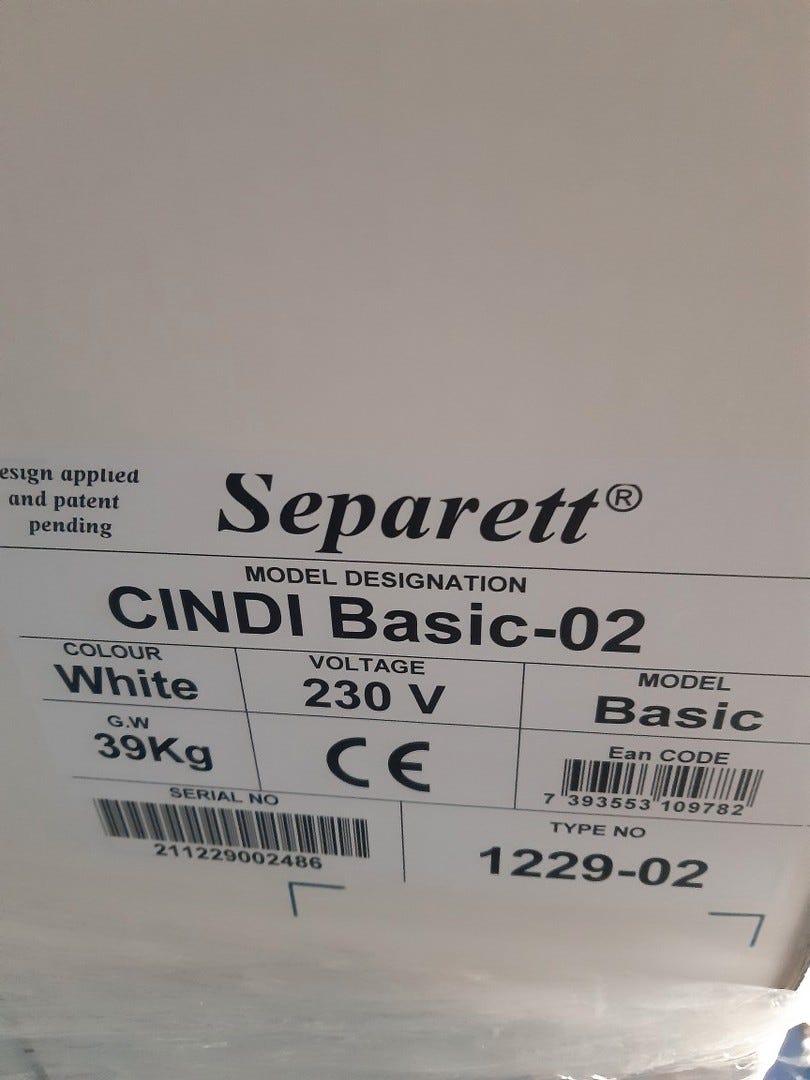 esign applied
and patent
pending
Separett®
MODEL DESIGNATION
CINDI Basic-02
COLOUR
White
VOLTAGE
230 V
MODEL
Basic
G.W
39Kg
CE
Ean CODE
7 393553 109782
SERIAL NO
211229002486
TYPE NO
1229-02